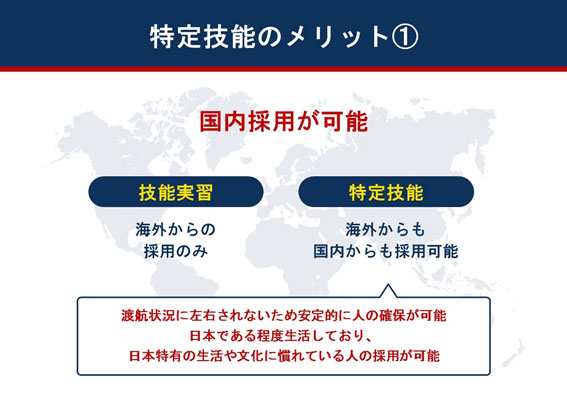 特定技能のメリット①
国内採用が可能
技能実習
海外からの
採用のみ
特定技能
海外からも
国内からも採用可能
渡航状況に左右されないため安定的に人の確保が可能
日本である程度生活しており、
日本特有の生活や文化に慣れている人の採用が可能